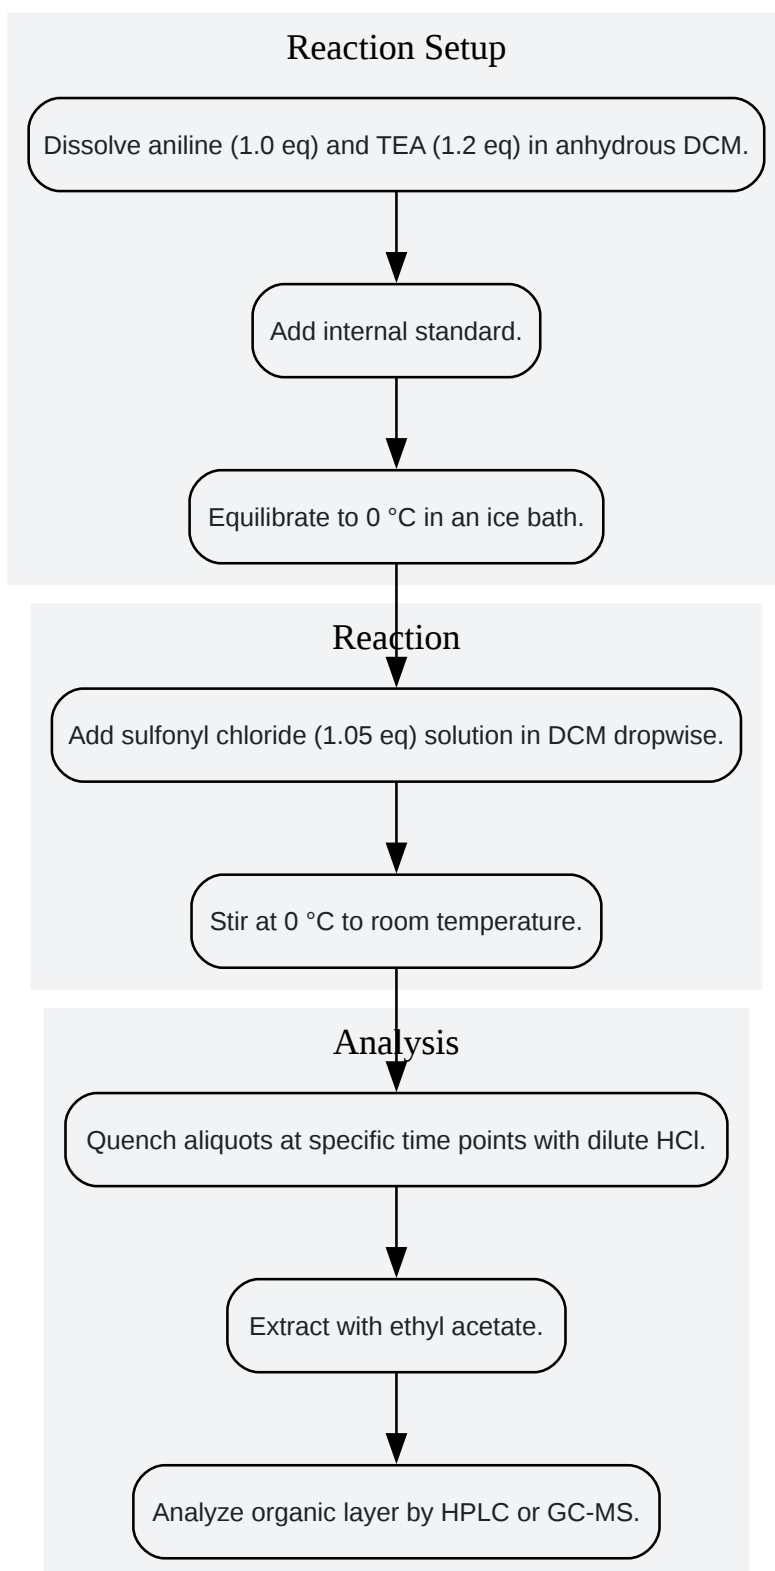 Reaction Setup
Dissolve aniline (1.0 eq) and TEA (1.2 eq) in anhydrous DCM.
Add internal standard.
Equilibrate to 0 °C in an ice bath.
Reaction
Add sulfonyl chloride (1.05 eq) solution in DCM dropwise.
Stir at 0 °C to room temperature.
Analysis
Quench aliquots at specific time points with dilute HCl.
Extract with ethyl acetate.
Analyze organic layer by HPLC or GC-MS.